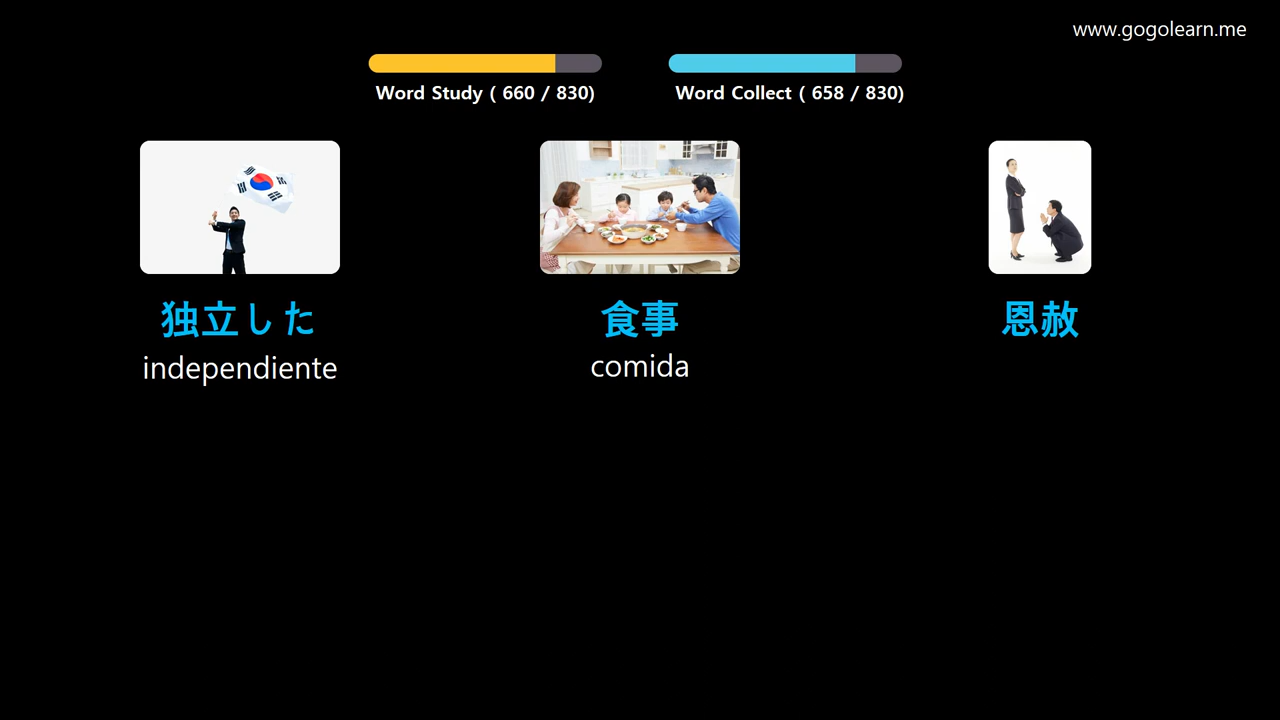 www.gogolearn.me
Word Study ( 660 / 830)
Word Collect ( 658 / 830)
独立した
independiente
食事
comida
恩赦